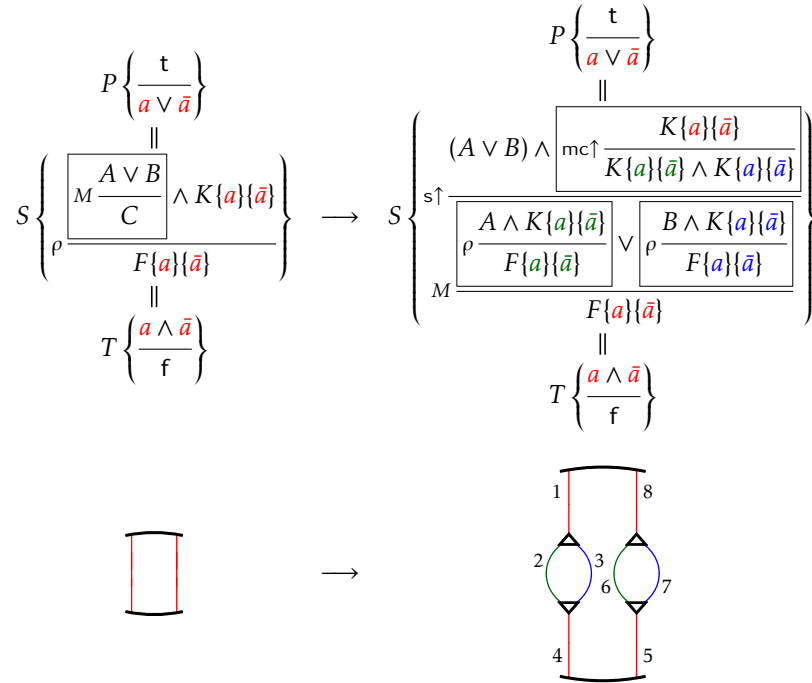 P { t / a ∨ ā }
‖
S { ρ ( M (A ∨ B) / C ∧ K{a}{ā} ) / F{a}{ā} }
‖
T { a ∧ ā / f }
⟶
P { t / a ∨ ā }
‖
S { s↑ (A ∨ B) ∧ mc↑ K{a}{ā} / K{a}{ā} ∧ K{a}{ā}
M ρ A ∧ K{a}{ā} / F{a}{ā} ∨ ρ B ∧ K{a}{ā} / F{a}{ā}
F{a}{ā} }
‖
T { a ∧ ā / f }
1 8
⟶
2 3 6 7
4 5